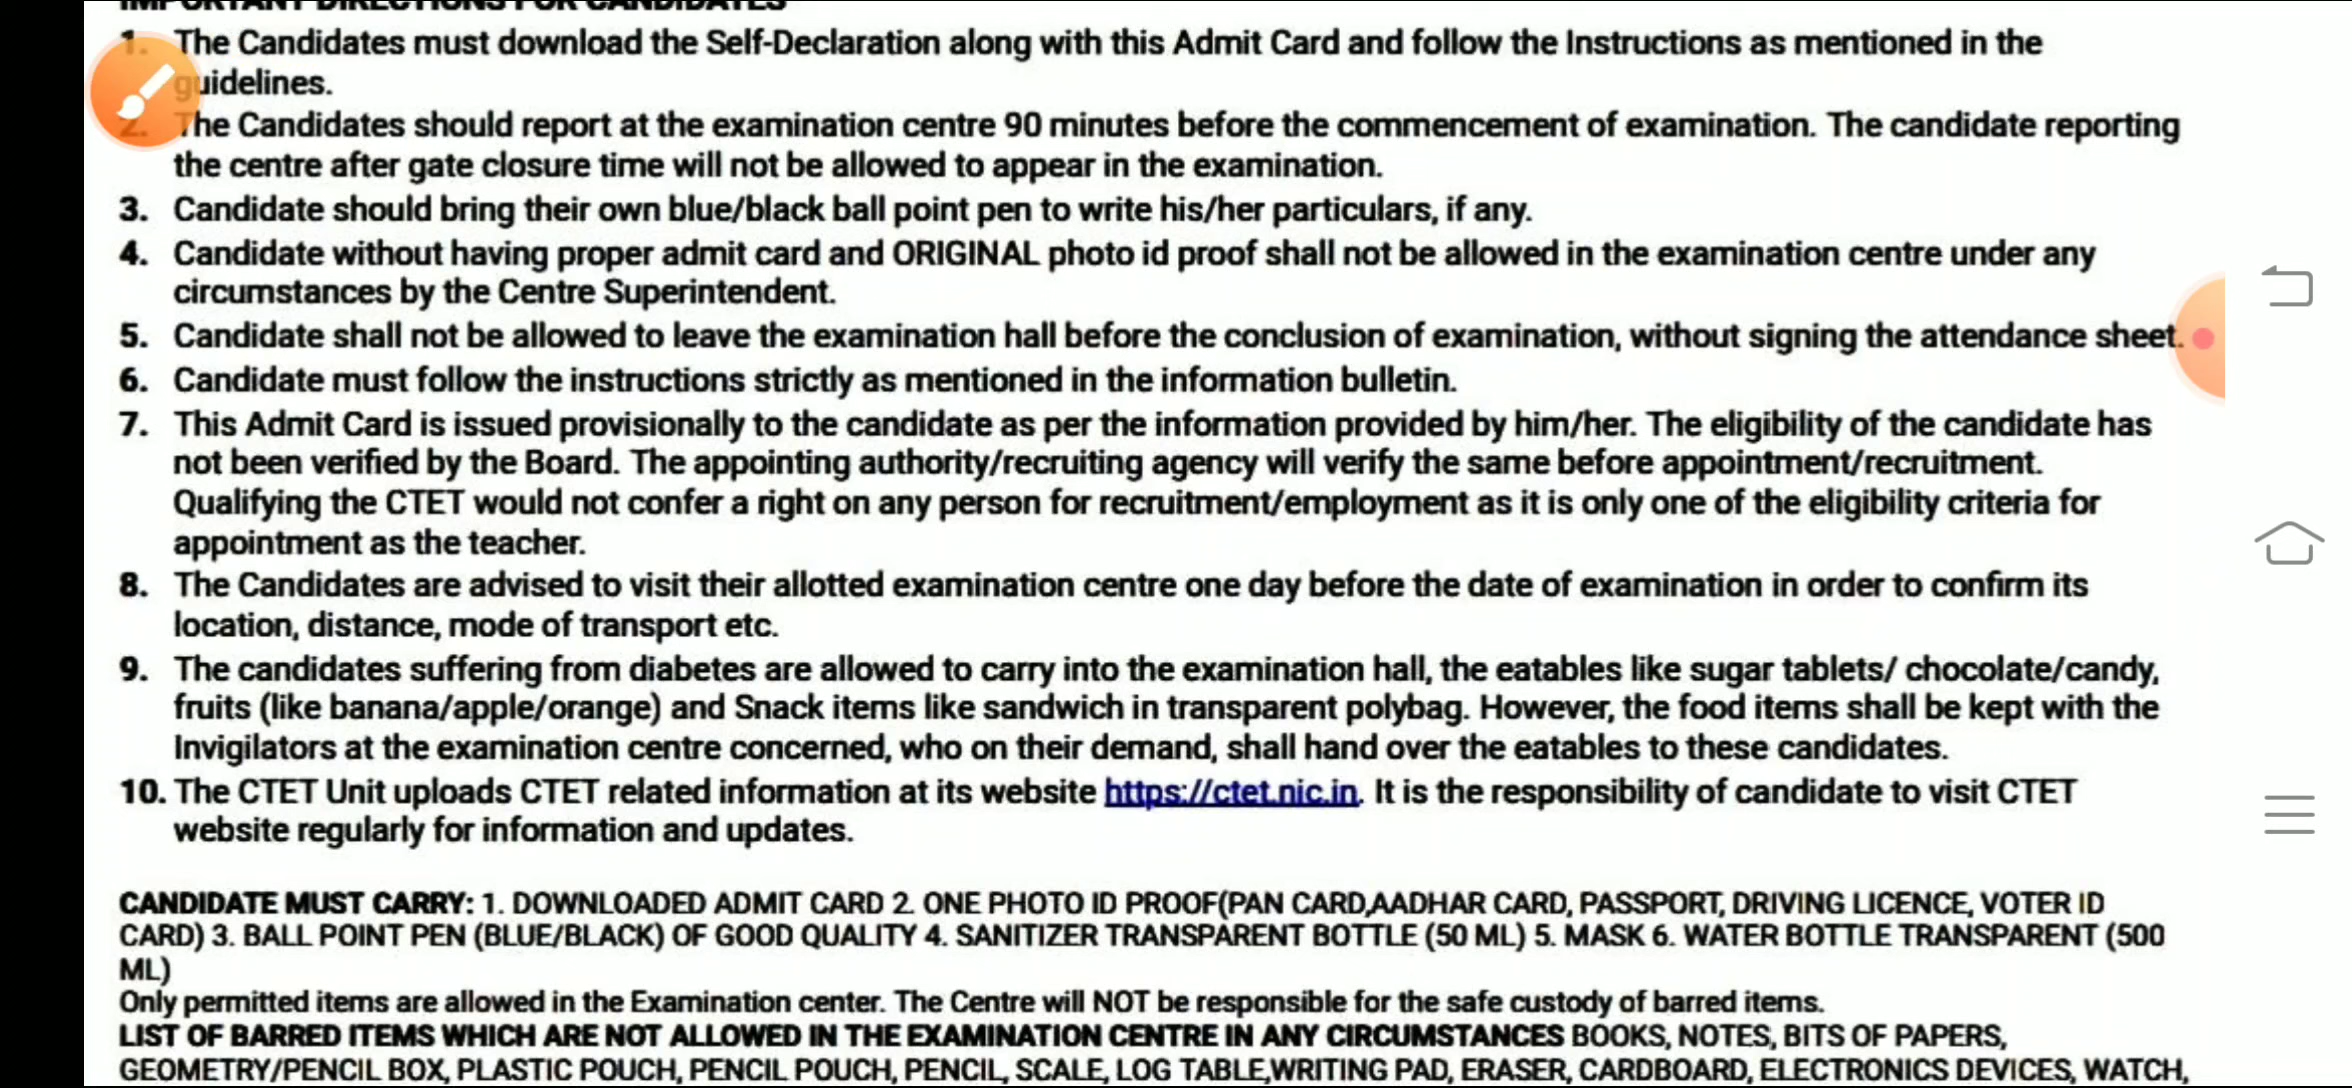 IMPORTANT DIRECTIONS FOR CANDIDATES
1. The Candidates must download the Self-Declaration along with this Admit Card and follow the Instructions as mentioned in the
guidelines.
2. The Candidates should report at the examination centre 90 minutes before the commencement of examination. The candidate reporting
the centre after gate closure time will not be allowed to appear in the examination.
3. Candidate should bring their own blue/black ball point pen to write his/her particulars, if any.
4. Candidate without having proper admit card and ORIGINAL photo id proof shall not be allowed in the examination centre under any
circumstances by the Centre Superintendent.
5. Candidate shall not be allowed to leave the examination hall before the conclusion of examination, without signing the attendance sheet.
6. Candidate must follow the instructions strictly as mentioned in the information bulletin.
7. This Admit Card is issued provisionally to the candidate as per the information provided by him/her. The eligibility of the candidate has
not been verified by the Board. The appointing authority/recruiting agency will verify the same before appointment/recruitment.
Qualifying the CTET would not confer a right on any person for recruitment/employment as it is only one of the eligibility criteria for
appointment as the teacher.
8. The Candidates are advised to visit their allotted examination centre one day before the date of examination in order to confirm its
location, distance, mode of transport etc.
9. The candidates suffering from diabetes are allowed to carry into the examination hall, the eatables like sugar tablets/ chocolate/candy,
fruits (like banana/apple/orange) and Snack items like sandwich in transparent polybag. However, the food items shall be kept with the
Invigilators at the examination centre concerned, who on their demand, shall hand over the eatables to these candidates.
10. The CTET Unit uploads CTET related information at its website https://ctet.nic.in. It is the responsibility of candidate to visit CTET
website regularly for information and updates.
CANDIDATE MUST CARRY: 1. DOWNLOADED ADMIT CARD 2. ONE PHOTO ID PROOF(PAN CARD,AADHAR CARD, PASSPORT, DRIVING LICENCE, VOTER ID
CARD) 3. BALL POINT PEN (BLUE/BLACK) OF GOOD QUALITY 4. SANITIZER TRANSPARENT BOTTLE (50 ML) 5. MASK 6. WATER BOTTLE TRANSPARENT (500
ML)
Only permitted items are allowed in the Examination center. The Centre will NOT be responsible for the safe custody of barred items.
LIST OF BARRED ITEMS WHICH ARE NOT ALLOWED IN THE EXAMINATION CENTRE IN ANY CIRCUMSTANCES BOOKS, NOTES, BITS OF PAPERS,
GEOMETRY/PENCIL BOX, PLASTIC POUCH, PENCIL POUCH, PENCIL, SCALE, LOG TABLE,WRITING PAD, ERASER, CARDBOARD, ELECTRONICS DEVICES, WATCH,